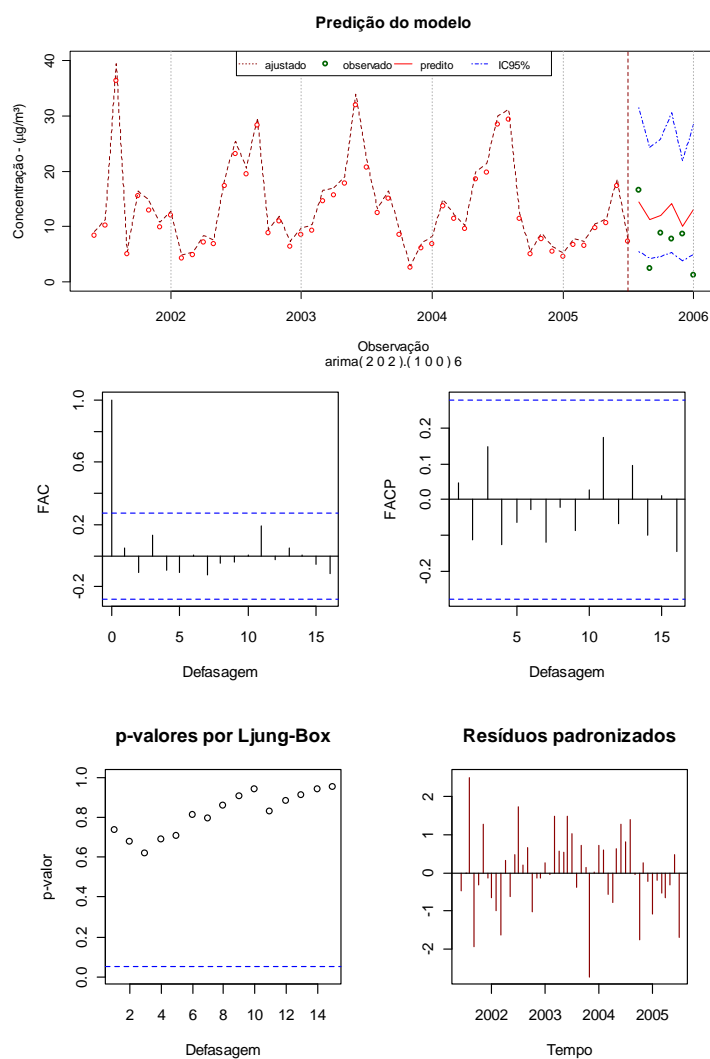 Predição do modelo
ajustado observado predito IC95%
Concentração - (µg/m³)
40
30
20
10
0
2002 2003 2004 2005 2006
Observação
arima( 2 0 2 ).( 1 0 0 ) 6
FAC
1.0
0.6
0.2
-0.2
0 5 10 15
Defasagem
FACP
0.2
0.1
0.0
-0.2
5 10 15
Defasagem
p-valores por Ljung-Box
p-valor
1.0
0.8
0.6
0.4
0.2
0.0
2 4 6 8 10 12 14
Defasagem
Resíduos padronizados
2
1
0
-1
-2
2002 2003 2004 2005
Tempo